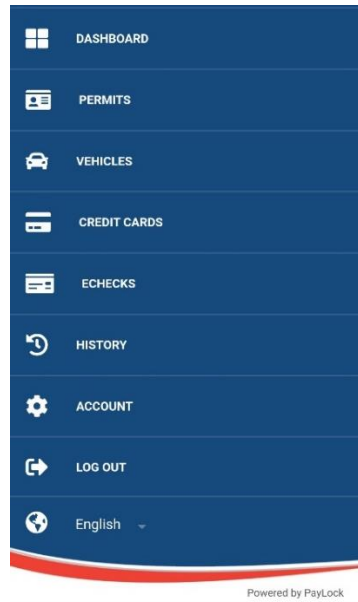 DASHBOARD
PERMITS
VEHICLES
CREDIT CARDS
ECHECKS
HISTORY
ACCOUNT
LOG OUT
English
Powered by PayLock